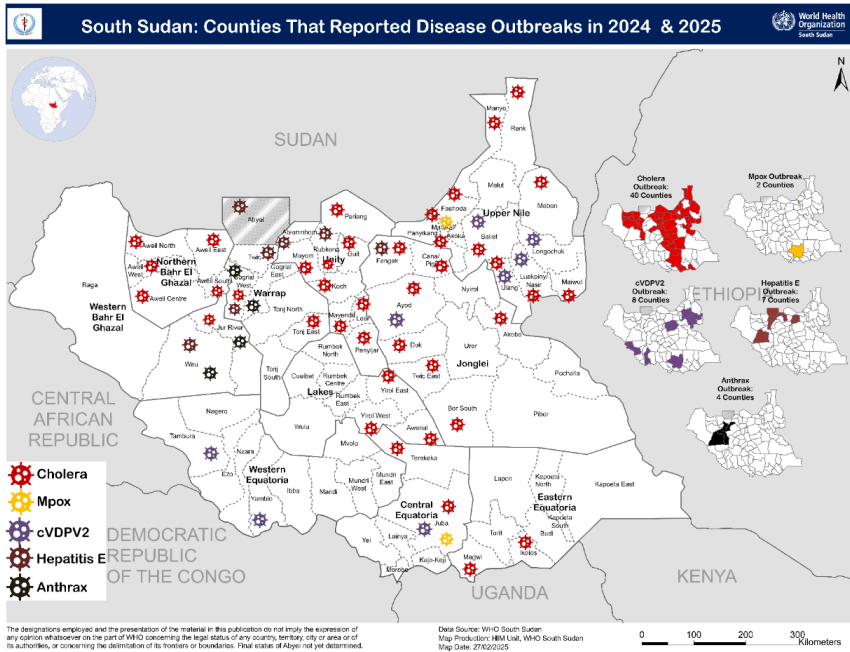 South Sudan: Counties That Reported Disease Outbreaks in 2024 & 2025
World Health
Organization
South Sudan
N
SUDAN
Manyo
Renk
Melut
Maban
Fashoda
Upper Nile
Panyikang
Akoka
Baliet
Longochuk
Luakpiny
Nasir
Ulang
Maiwut
Abyei
Pariang
Abiemnhom
Rubkona
Guit
Unity
Mayom
Koch
Mayendit
Leer
Panyijar
Fangak
Canal
Nyirol
Ayod
Akobo
Duk
Uror
Jonglei
Twic East
Pochalla
Pibor
Bor South
Aweil North
Aweil East
Northern
Bahr El
Ghazal
Aweil
West
Aweil South
Aweil Centre
Raga
Western
Bahr El
Ghazal
Twic
Gogrial
East
Gogrial
West
Warrap
Tonj North
Tonj East
Tonj
South
Jur River
Wau
Rumbek
North
Cueibet
Rumbek
Centre
Lakes
Rumbek
East
Yirol East
Yirol West
Awerial
Wulu
CENTRAL
AFRICAN
REPUBLIC
Nagero
Tambura
Nzara
Ezo
Yambio
Western
Equatoria
Ibba
Maridi
Mvolo
Mundri
West
Mundri
East
Terekeka
Central
Equatoria
Juba
Lainya
Yei
Morobo
Kajo-Keji
Lapon
Kapoeta
North
Kapoeta East
Eastern
Equatoria
Kapoeta
South
Torit
Budi
Ikotos
Magwi
DEMOCRATIC
REPUBLIC
OF THE CONGO
UGANDA
KENYA
ETHIOPI
Cholera
Mpox
cVDPV2
Hepatitis E
Anthrax
Cholera
Outbreak:
40 Counties
Mpox Outbreak
2 Counties
cVDPV2
Outbreak:
8 Counties
Hepatitis E
Outbreak:
7 Counties
Anthrax
Outbreak:
4 Counties
The designations employed and the presentation of the material in this publication do not imply the expression of
any opinion whatsoever on the part of WHO concerning the legal status of any country, territory, city or area or of
its authorities, or concerning the delimitation of its frontiers or boundaries. Final status of Abyei not yet determined.
Data Source: WHO South Sudan
Map Production: HIM Unit, WHO South Sudan
Map Date: 27/02/2025
0 100 200 300
Kilometers